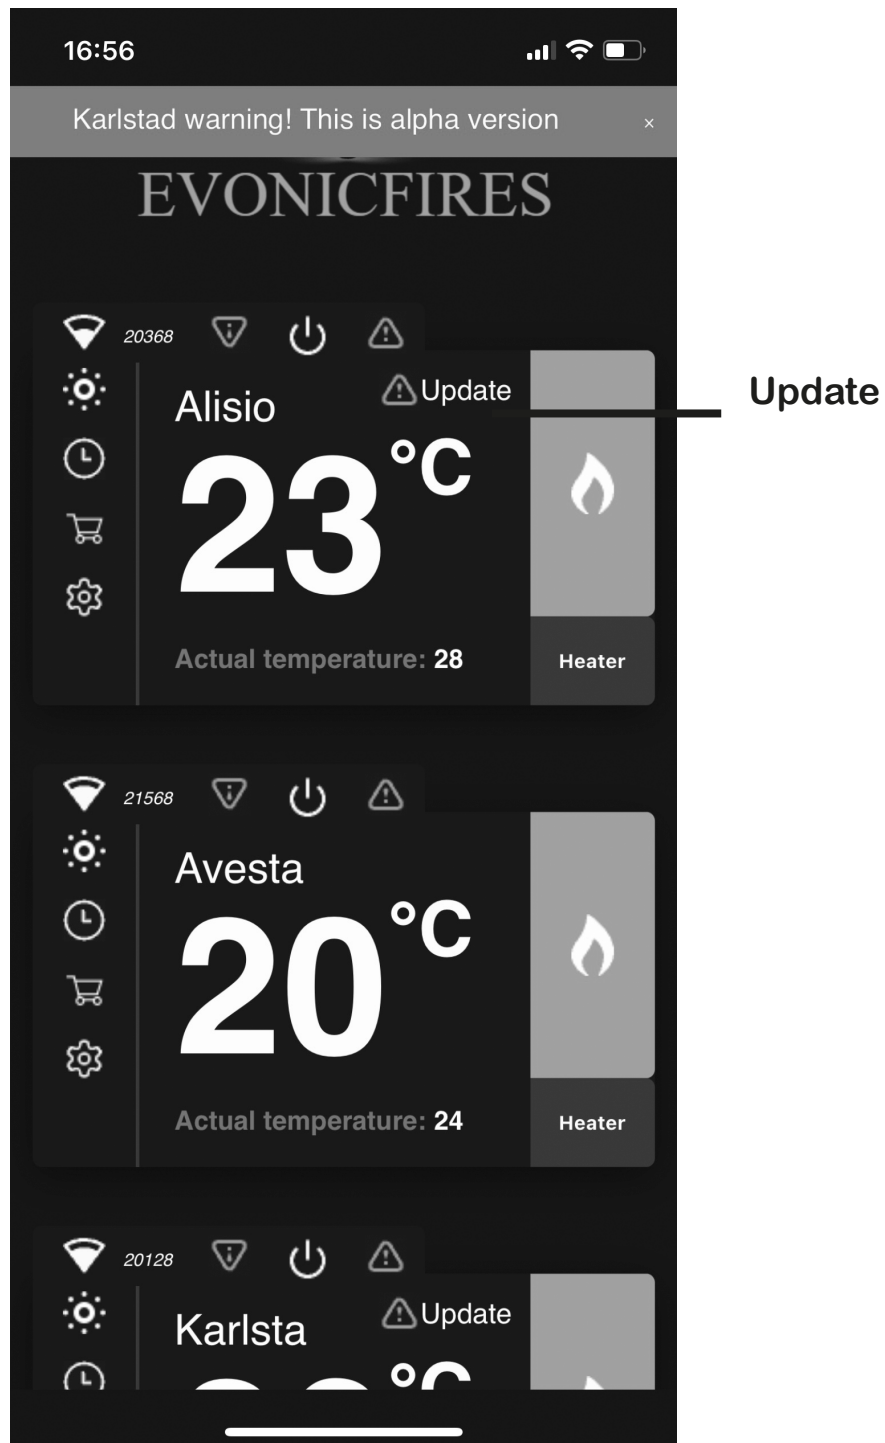 16:56
Karlstad warning! This is alpha version ×
EVONICFIRES
20368
Alisio
Update
Update
23°C
Actual temperature: 28
Heater
21568
Avesta
20°C
Actual temperature: 24
Heater
20128
Karlsta
Update
°C